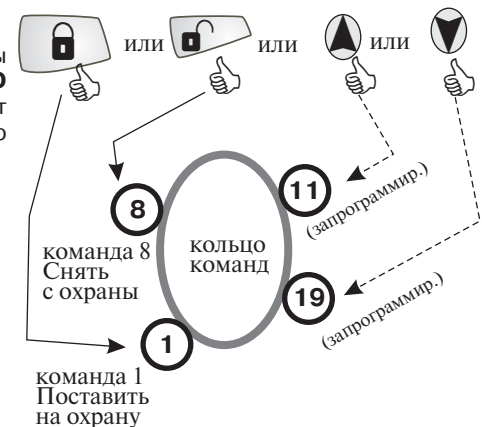 или или или
ы
о
т
о
8
11
(запрограммир.)
команда 8
Снять
с охраны
кольцо
команд
19
(запрограммир.)
1
команда 1
Поставить
на охрану